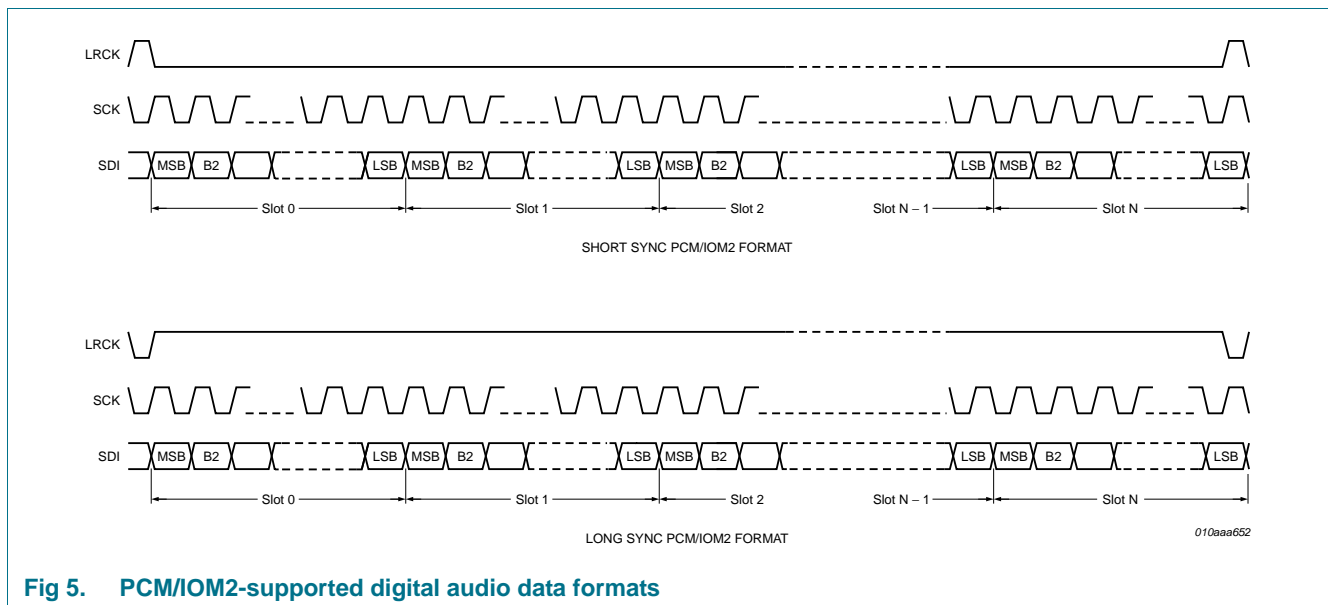 LRCK
SCK
SDI MSB B2 LSB MSB B2 LSB MSB B2 LSB MSB B2 LSB
Slot 0 Slot 1 Slot 2 Slot N − 1 Slot N
SHORT SYNC PCM/IOM2 FORMAT
LRCK
SCK
SDI MSB B2 LSB MSB B2 LSB MSB B2 LSB MSB B2 LSB
Slot 0 Slot 1 Slot 2 Slot N − 1 Slot N
LONG SYNC PCM/IOM2 FORMAT
010aaa652
Fig 5. PCM/IOM2-supported digital audio data formats